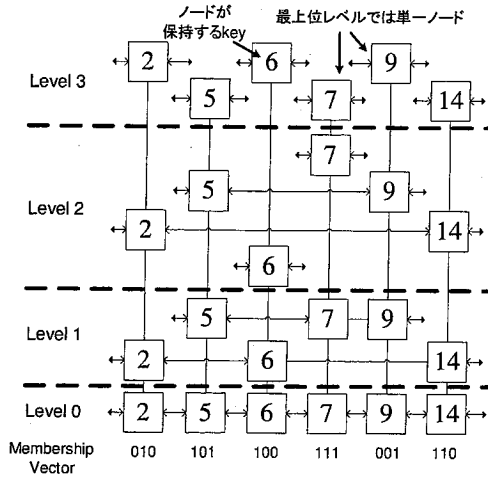 ノードが
保持するkey
最上位レベルでは単一ノード
Level 3
2 6 9
5 7 14
Level 2
7
5 9
2 14
6
Level 1
5 7 9
2 6 14
Level 0
2 5 6 7 9 14
Membership
Vector
010 101 100 111 001 110